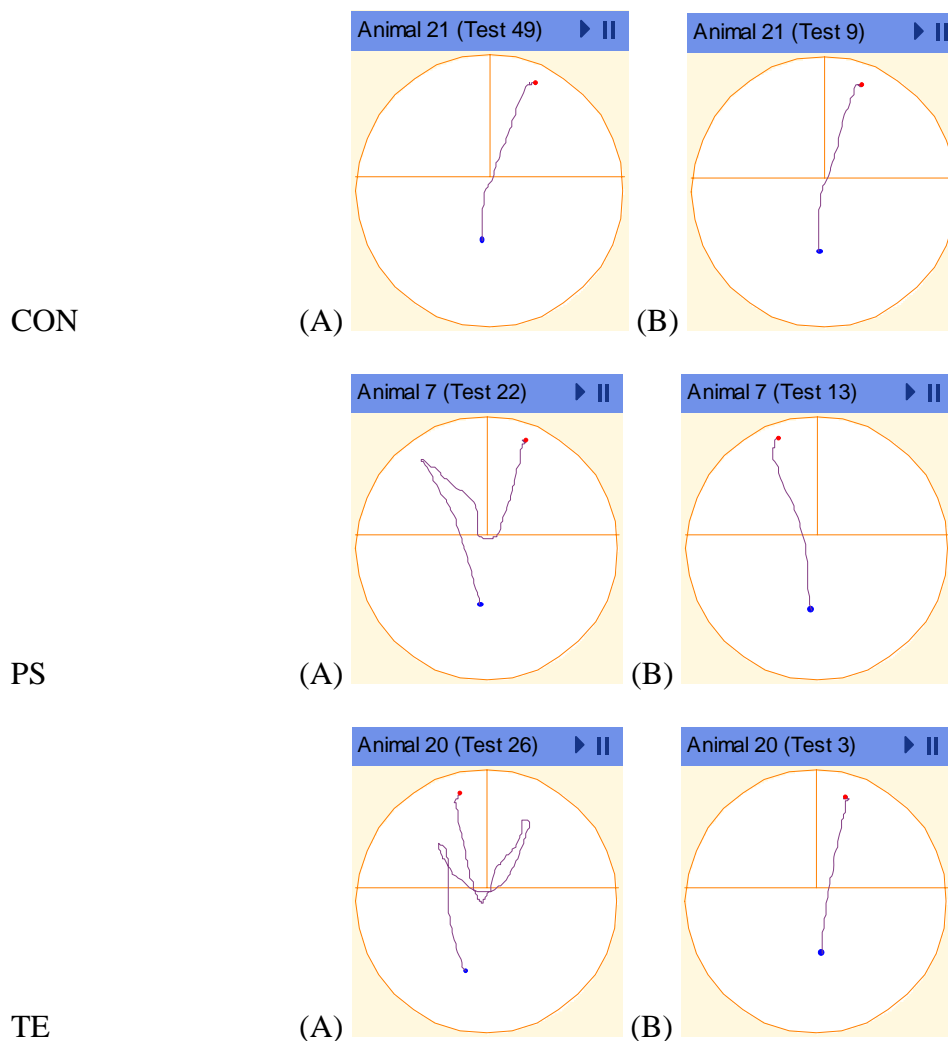 Animal 21 (Test 49) Animal 21 (Test 9)
CON (A) (B)
Animal 7 (Test 22) Animal 7 (Test 13)
PS (A) (B)
Animal 20 (Test 26) Animal 20 (Test 3)
TE (A) (B)